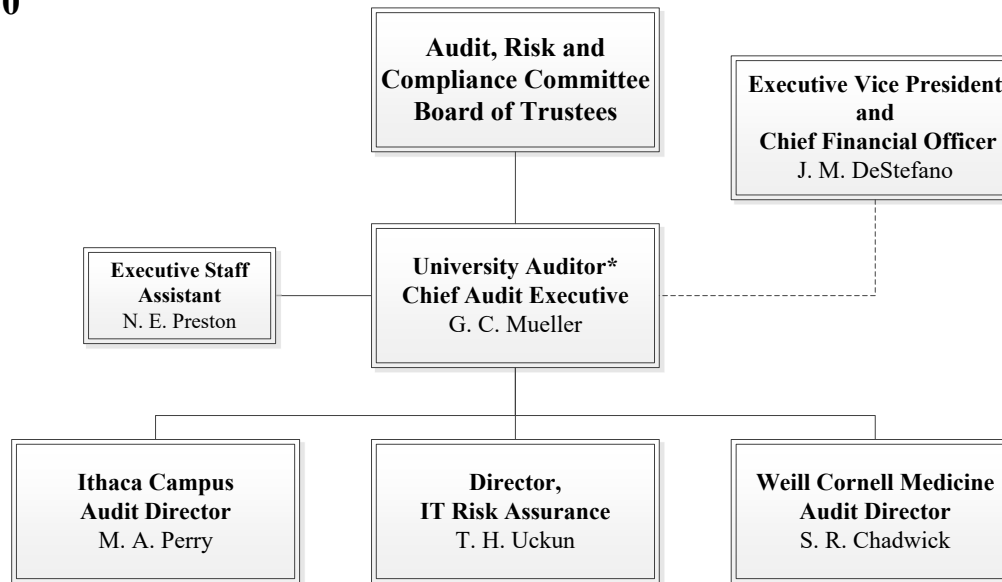 0
Audit, Risk and
Compliance Committee
Board of Trustees
Executive Vice President
and
Chief Financial Officer
J. M. DeStefano
Executive Staff
Assistant
N. E. Preston
University Auditor*
Chief Audit Executive
G. C. Mueller
Ithaca Campus
Audit Director
M. A. Perry
Director,
IT Risk Assurance
T. H. Uckun
Weill Cornell Medicine
Audit Director
S. R. Chadwick